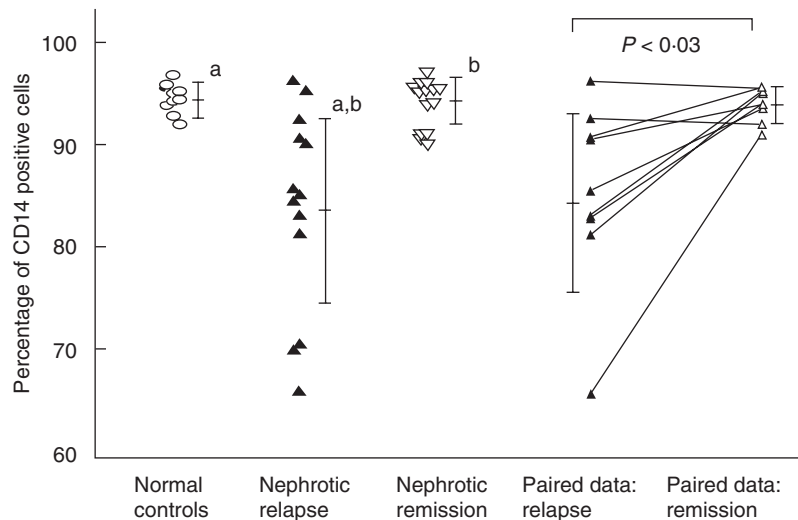 100
90
80
70
60
Percentage of CD14 positive cells
a
a,b
b
P < 0·03
Normal controls
Nephrotic relapse
Nephrotic remission
Paired data: relapse
Paired data: remission